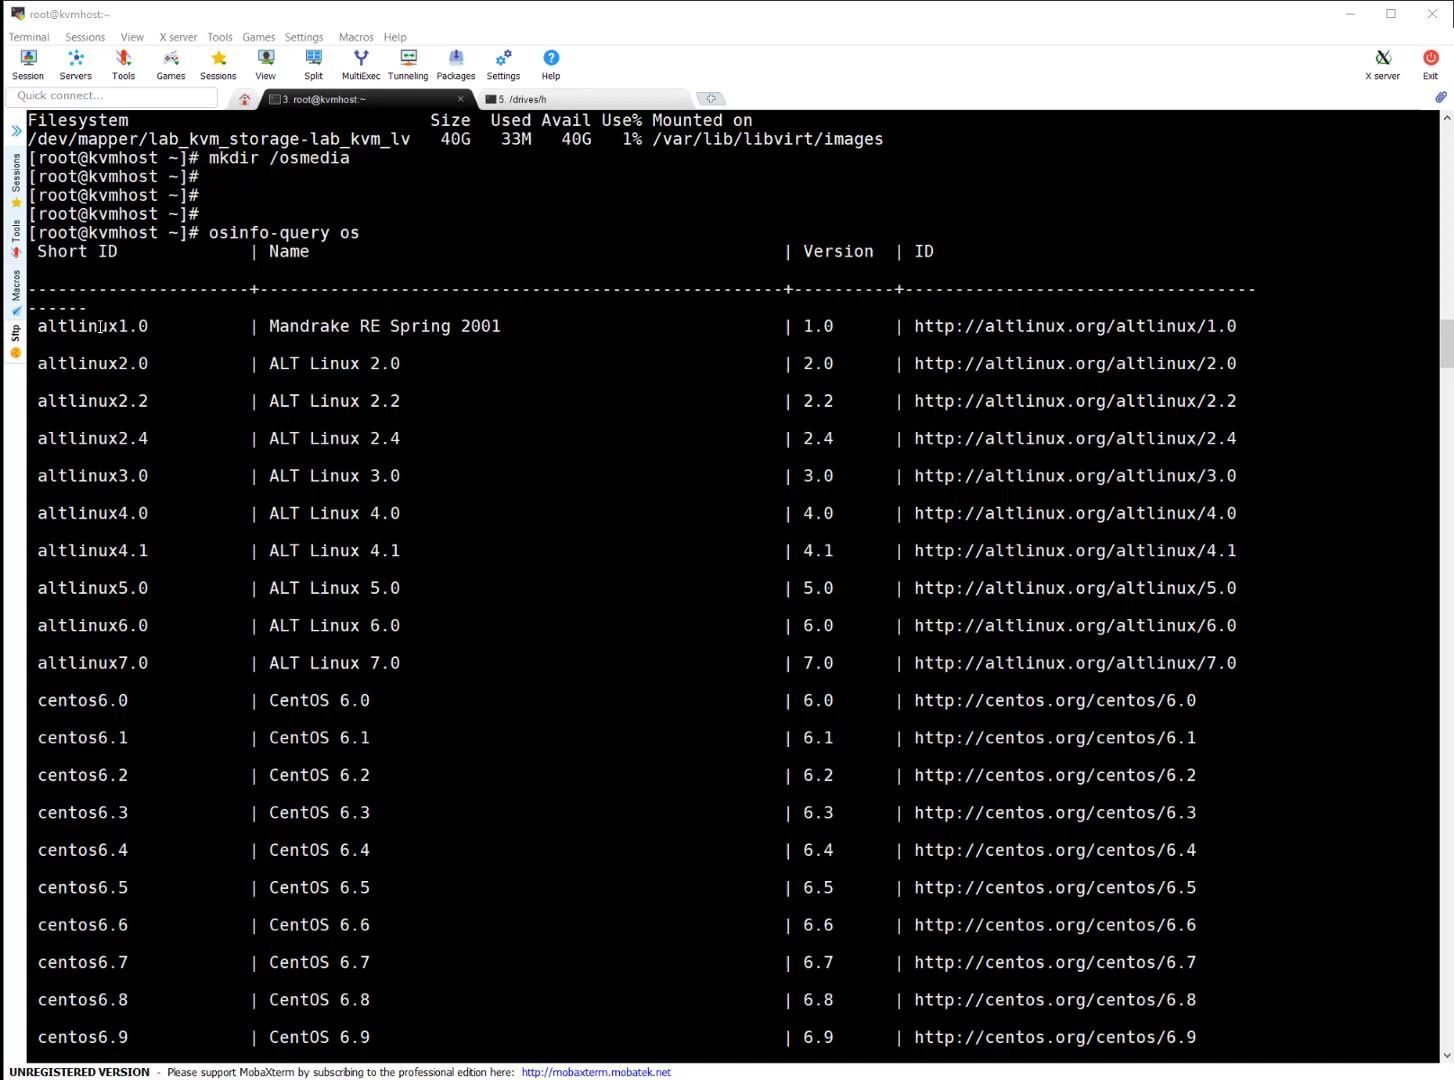 root@kvmhost:~
Terminal Sessions View X server Tools Games Settings Macros Help
Session Servers Tools Games Sessions View Split MultiExec Tunneling Packages Settings Help X server Exit
Quick connect... 3. root@kvmhost:~ 5. /drives/h
Sessions
Tools
Macros
Sftp
Filesystem Size Used Avail Use% Mounted on
/dev/mapper/lab_kvm_storage-lab_kvm_lv 40G 33M 40G 1% /var/lib/libvirt/images
[root@kvmhost ~]# mkdir /osmedia
[root@kvmhost ~]#
[root@kvmhost ~]#
[root@kvmhost ~]#
[root@kvmhost ~]# osinfo-query os
Short ID | Name | Version | ID
-----------------------+----------------------------------------------------+----------+-----------------------------------
------
altlinux1.0 | Mandrake RE Spring 2001 | 1.0 | http://altlinux.org/altlinux/1.0
altlinux2.0 | ALT Linux 2.0 | 2.0 | http://altlinux.org/altlinux/2.0
altlinux2.2 | ALT Linux 2.2 | 2.2 | http://altlinux.org/altlinux/2.2
altlinux2.4 | ALT Linux 2.4 | 2.4 | http://altlinux.org/altlinux/2.4
altlinux3.0 | ALT Linux 3.0 | 3.0 | http://altlinux.org/altlinux/3.0
altlinux4.0 | ALT Linux 4.0 | 4.0 | http://altlinux.org/altlinux/4.0
altlinux4.1 | ALT Linux 4.1 | 4.1 | http://altlinux.org/altlinux/4.1
altlinux5.0 | ALT Linux 5.0 | 5.0 | http://altlinux.org/altlinux/5.0
altlinux6.0 | ALT Linux 6.0 | 6.0 | http://altlinux.org/altlinux/6.0
altlinux7.0 | ALT Linux 7.0 | 7.0 | http://altlinux.org/altlinux/7.0
centos6.0 | CentOS 6.0 | 6.0 | http://centos.org/centos/6.0
centos6.1 | CentOS 6.1 | 6.1 | http://centos.org/centos/6.1
centos6.2 | CentOS 6.2 | 6.2 | http://centos.org/centos/6.2
centos6.3 | CentOS 6.3 | 6.3 | http://centos.org/centos/6.3
centos6.4 | CentOS 6.4 | 6.4 | http://centos.org/centos/6.4
centos6.5 | CentOS 6.5 | 6.5 | http://centos.org/centos/6.5
centos6.6 | CentOS 6.6 | 6.6 | http://centos.org/centos/6.6
centos6.7 | CentOS 6.7 | 6.7 | http://centos.org/centos/6.7
centos6.8 | CentOS 6.8 | 6.8 | http://centos.org/centos/6.8
centos6.9 | CentOS 6.9 | 6.9 | http://centos.org/centos/6.9
UNREGISTERED VERSION - Please support MobaXterm by subscribing to the professional edition here: http://mobaxterm.mobatek.net